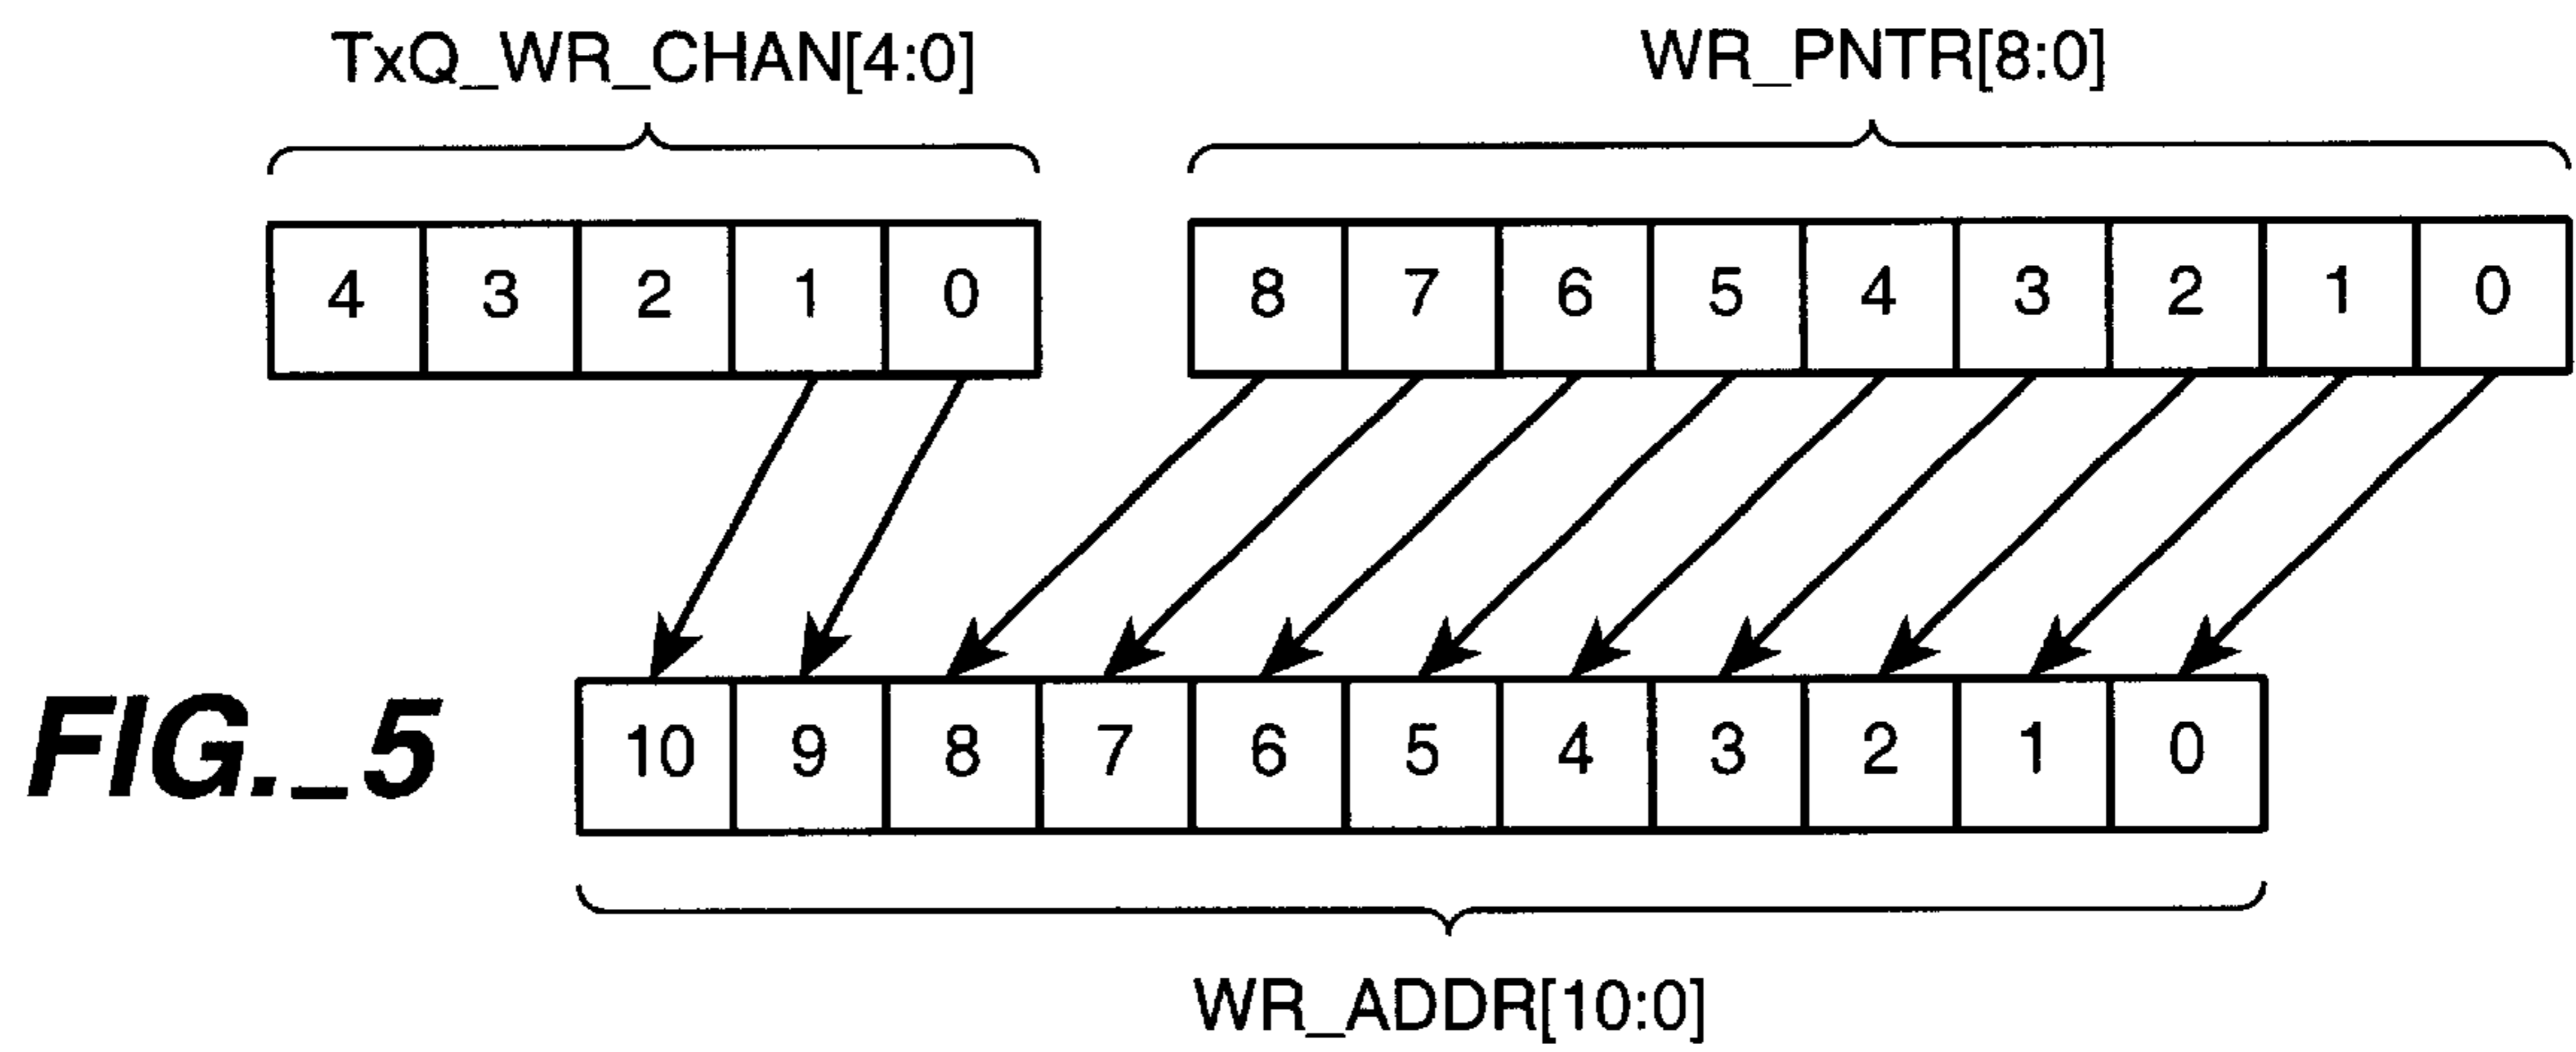 TxQ_WR_CHAN[4:0] WR_PNTR[8:0]
4 3 2 1 0 8 7 6 5 4 3 2 1 0
FIG._5 10 9 8 7 6 5 4 3 2 1 0
WR_ADDR[10:0]